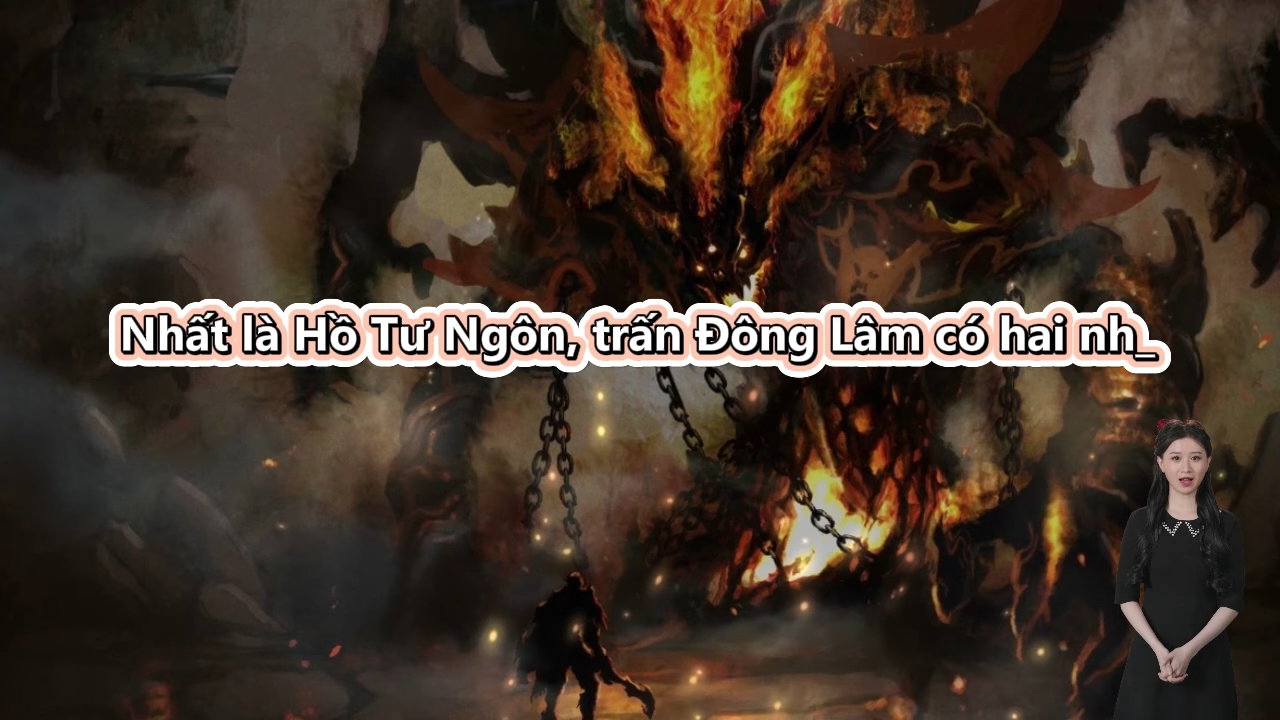 Nhất là Hồ Tư Ngôn, trấn Đông Lâm có hai nh_